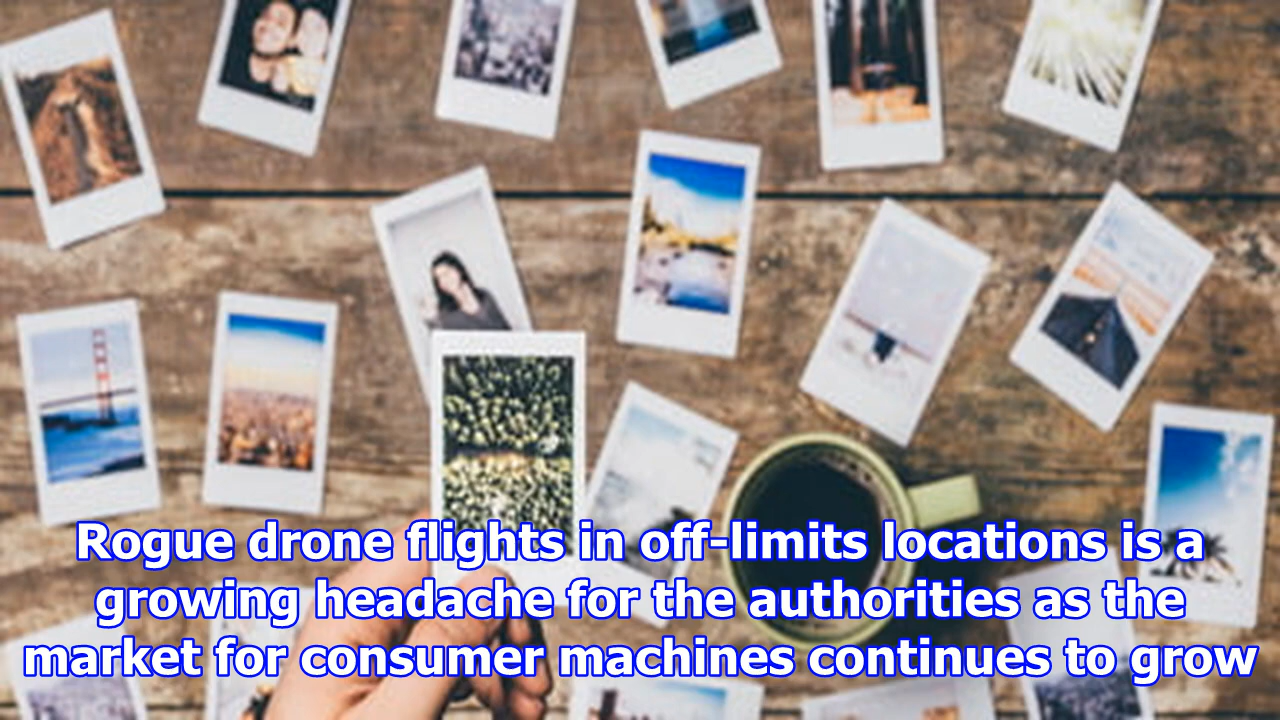 Rogue drone flights in off-limits locations is a
growing headache for the authorities as the
market for consumer machines continues to grow